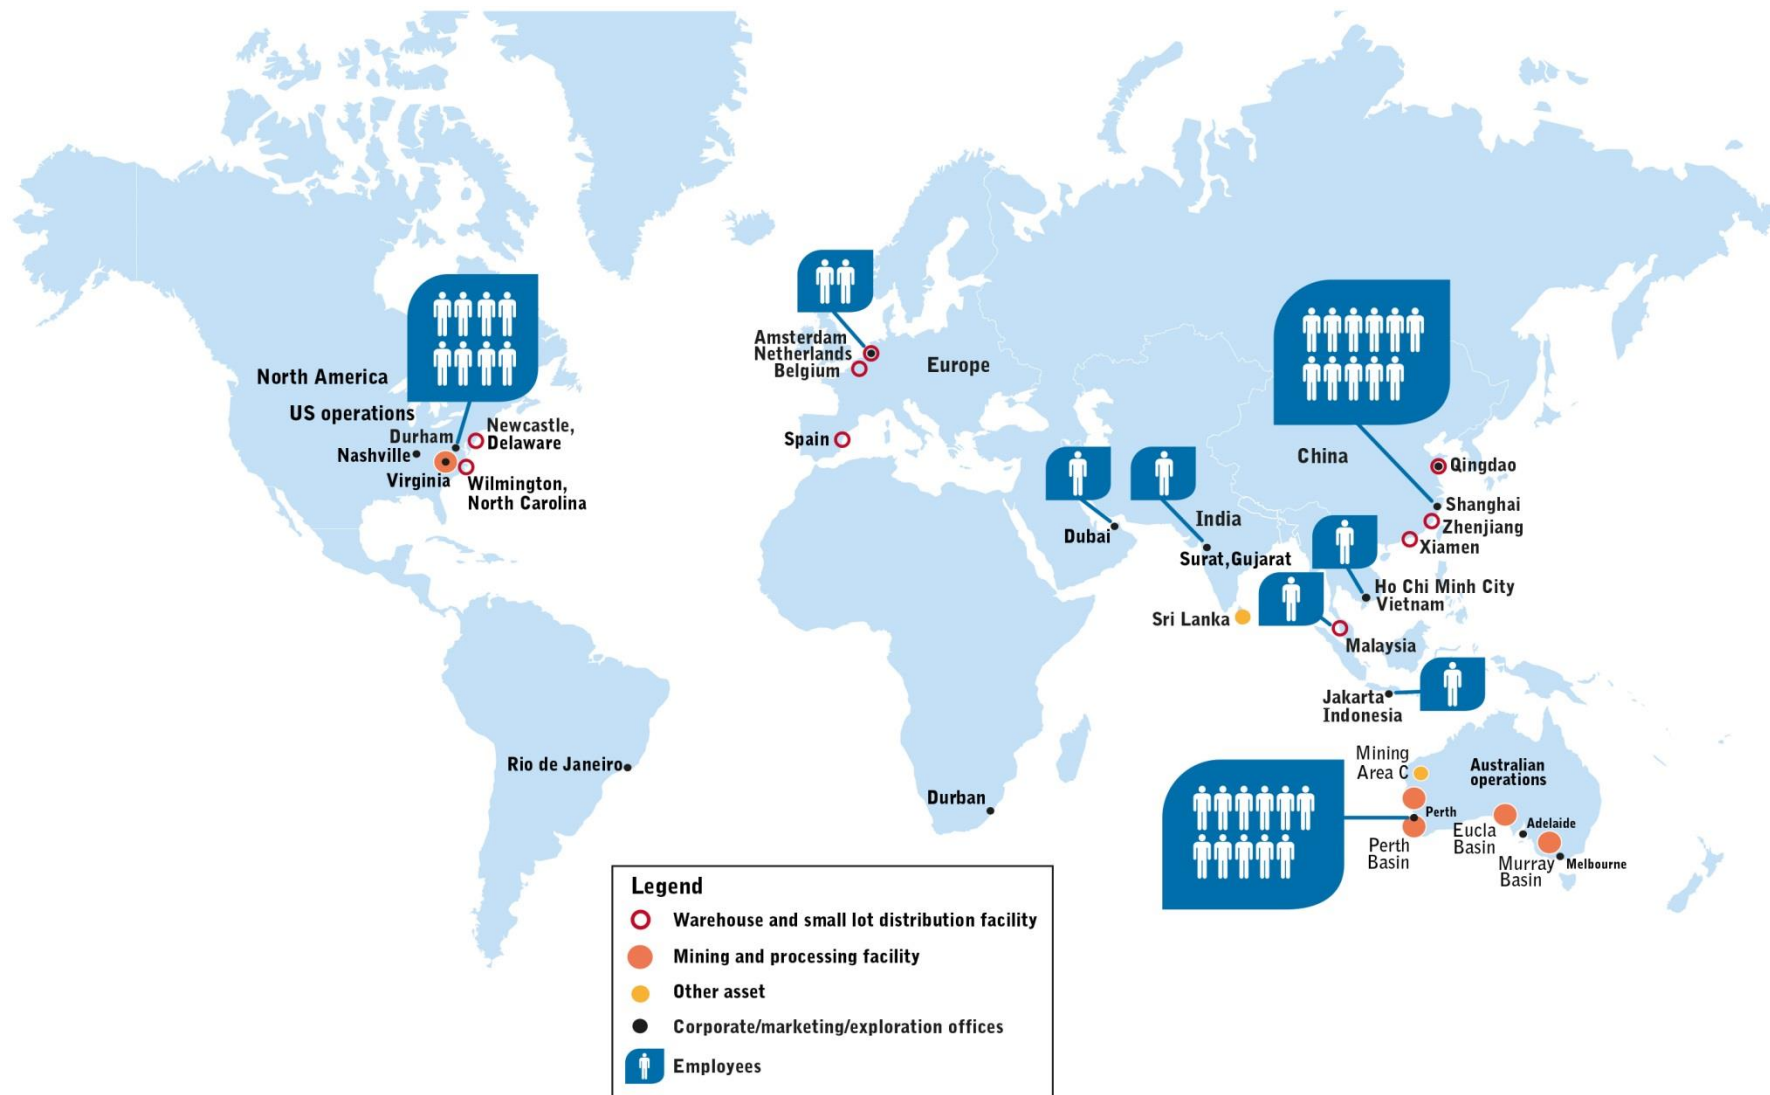 North America
US operations
Durham
Nashville
Virginia
Newcastle,
Delaware
Wilmington,
North Carolina
Amsterdam
Netherlands
Belgium
Europe
Spain
Dubai
India
Surat,Gujarat
Sri Lanka
China
Qingdao
Shanghai
Zhenjiang
Xiamen
Ho Chi Minh City
Vietnam
Malaysia
Jakarta
Indonesia
Rio de Janeiro
Durban
Mining
Area C
Australian
operations
Perth
Perth
Basin
Eucla
Basin
Adelaide
Murray
Basin
Melbourne
Legend
Warehouse and small lot distribution facility
Mining and processing facility
Other asset
Corporate/marketing/exploration offices
Employees